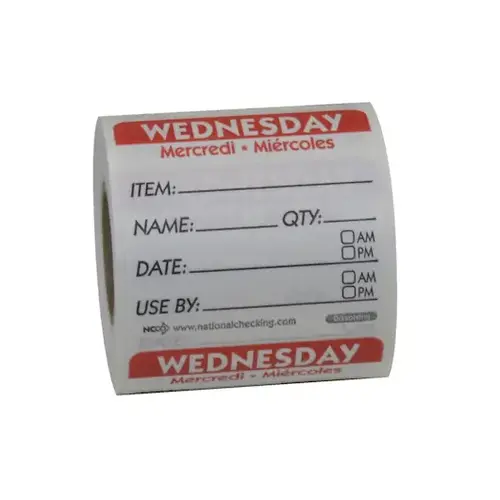 WEDNESDAY
Mercredi • Miércoles
ITEM:
NAME: QTY:
AM
DATE: PM
AM
USE BY: PM
NCCO www.nationalchecking.com
WEDNESDAY
Mercredi • Miércoles